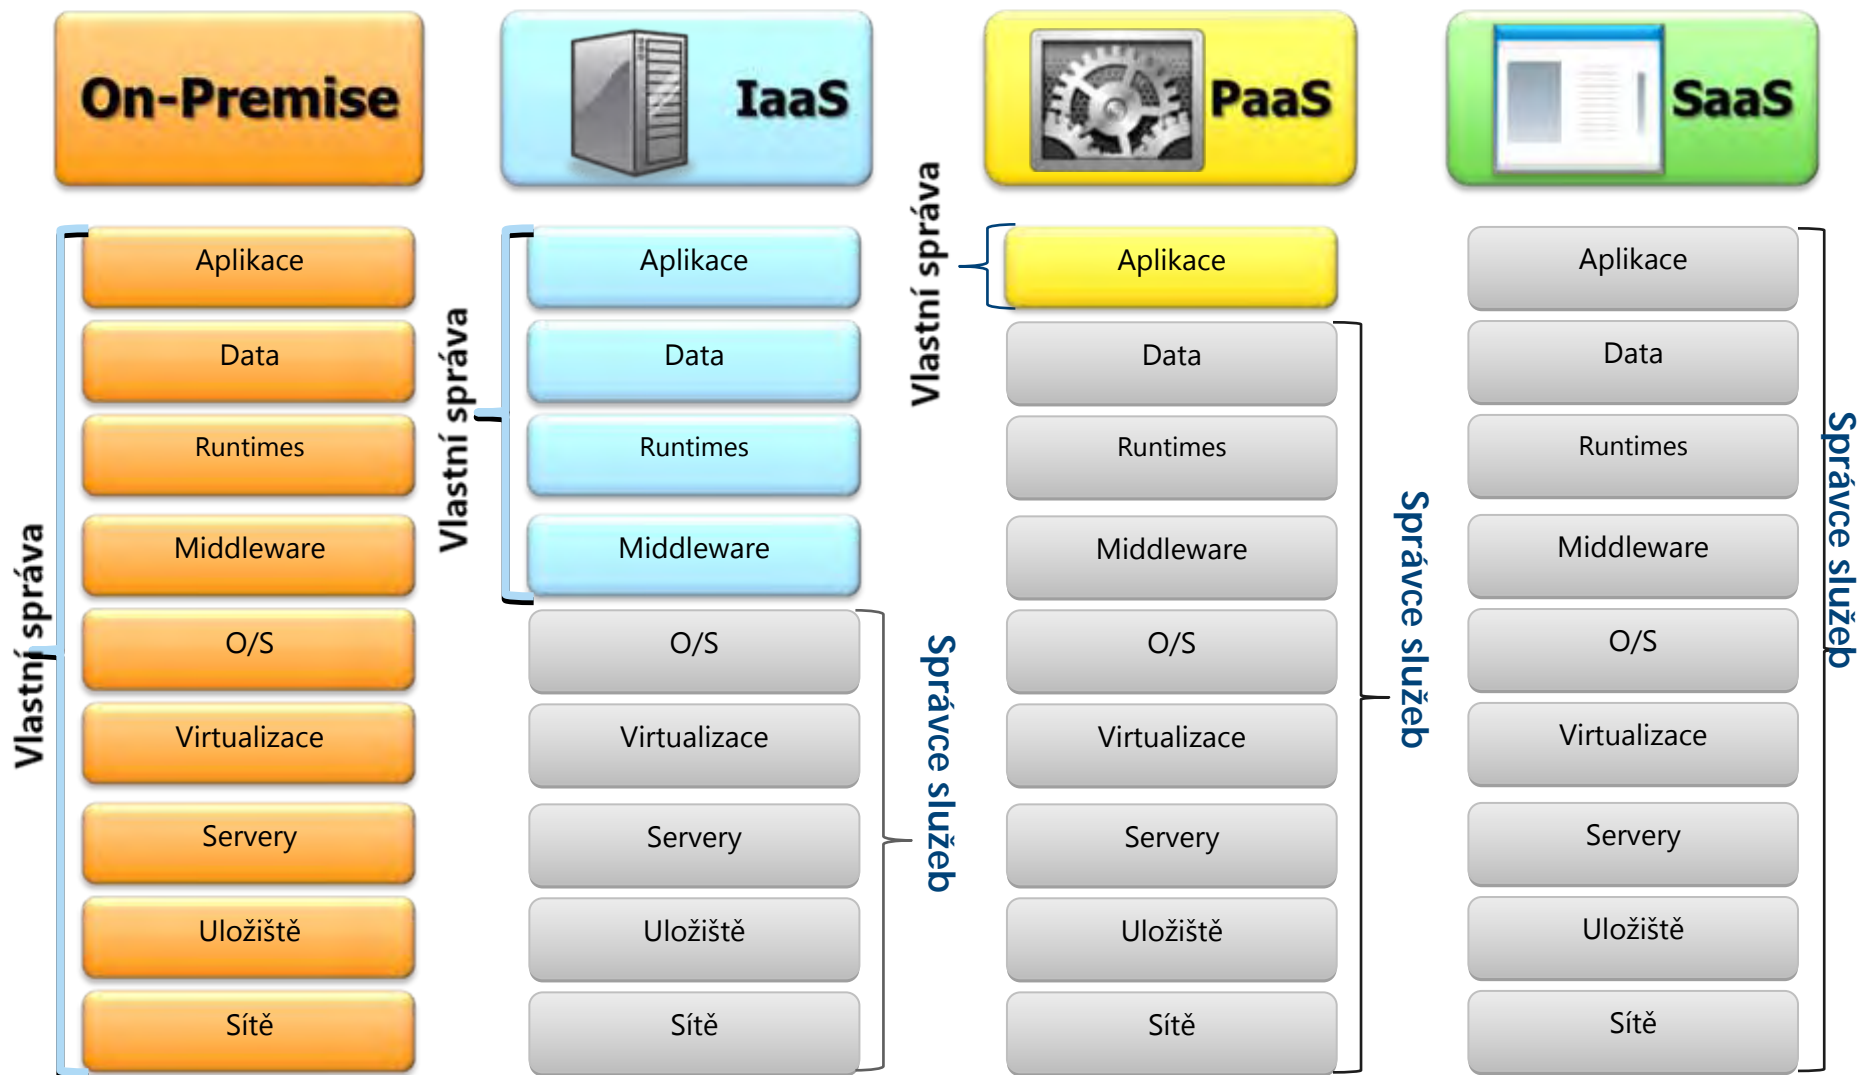 On-Premise
IaaS
PaaS
SaaS
Vlastní správa
Aplikace
Data
Runtimes
Middleware
O/S
Virtualizace
Servery
Uložiště
Sítě
Vlastní správa
Aplikace
Data
Runtimes
Middleware
O/S
Virtualizace
Servery
Uložiště
Sítě
Správce služeb
Vlastní správa
Aplikace
Data
Runtimes
Middleware
O/S
Virtualizace
Servery
Uložiště
Sítě
Správce služeb
Aplikace
Data
Runtimes
Middleware
O/S
Virtualizace
Servery
Uložiště
Sítě
Správce služeb